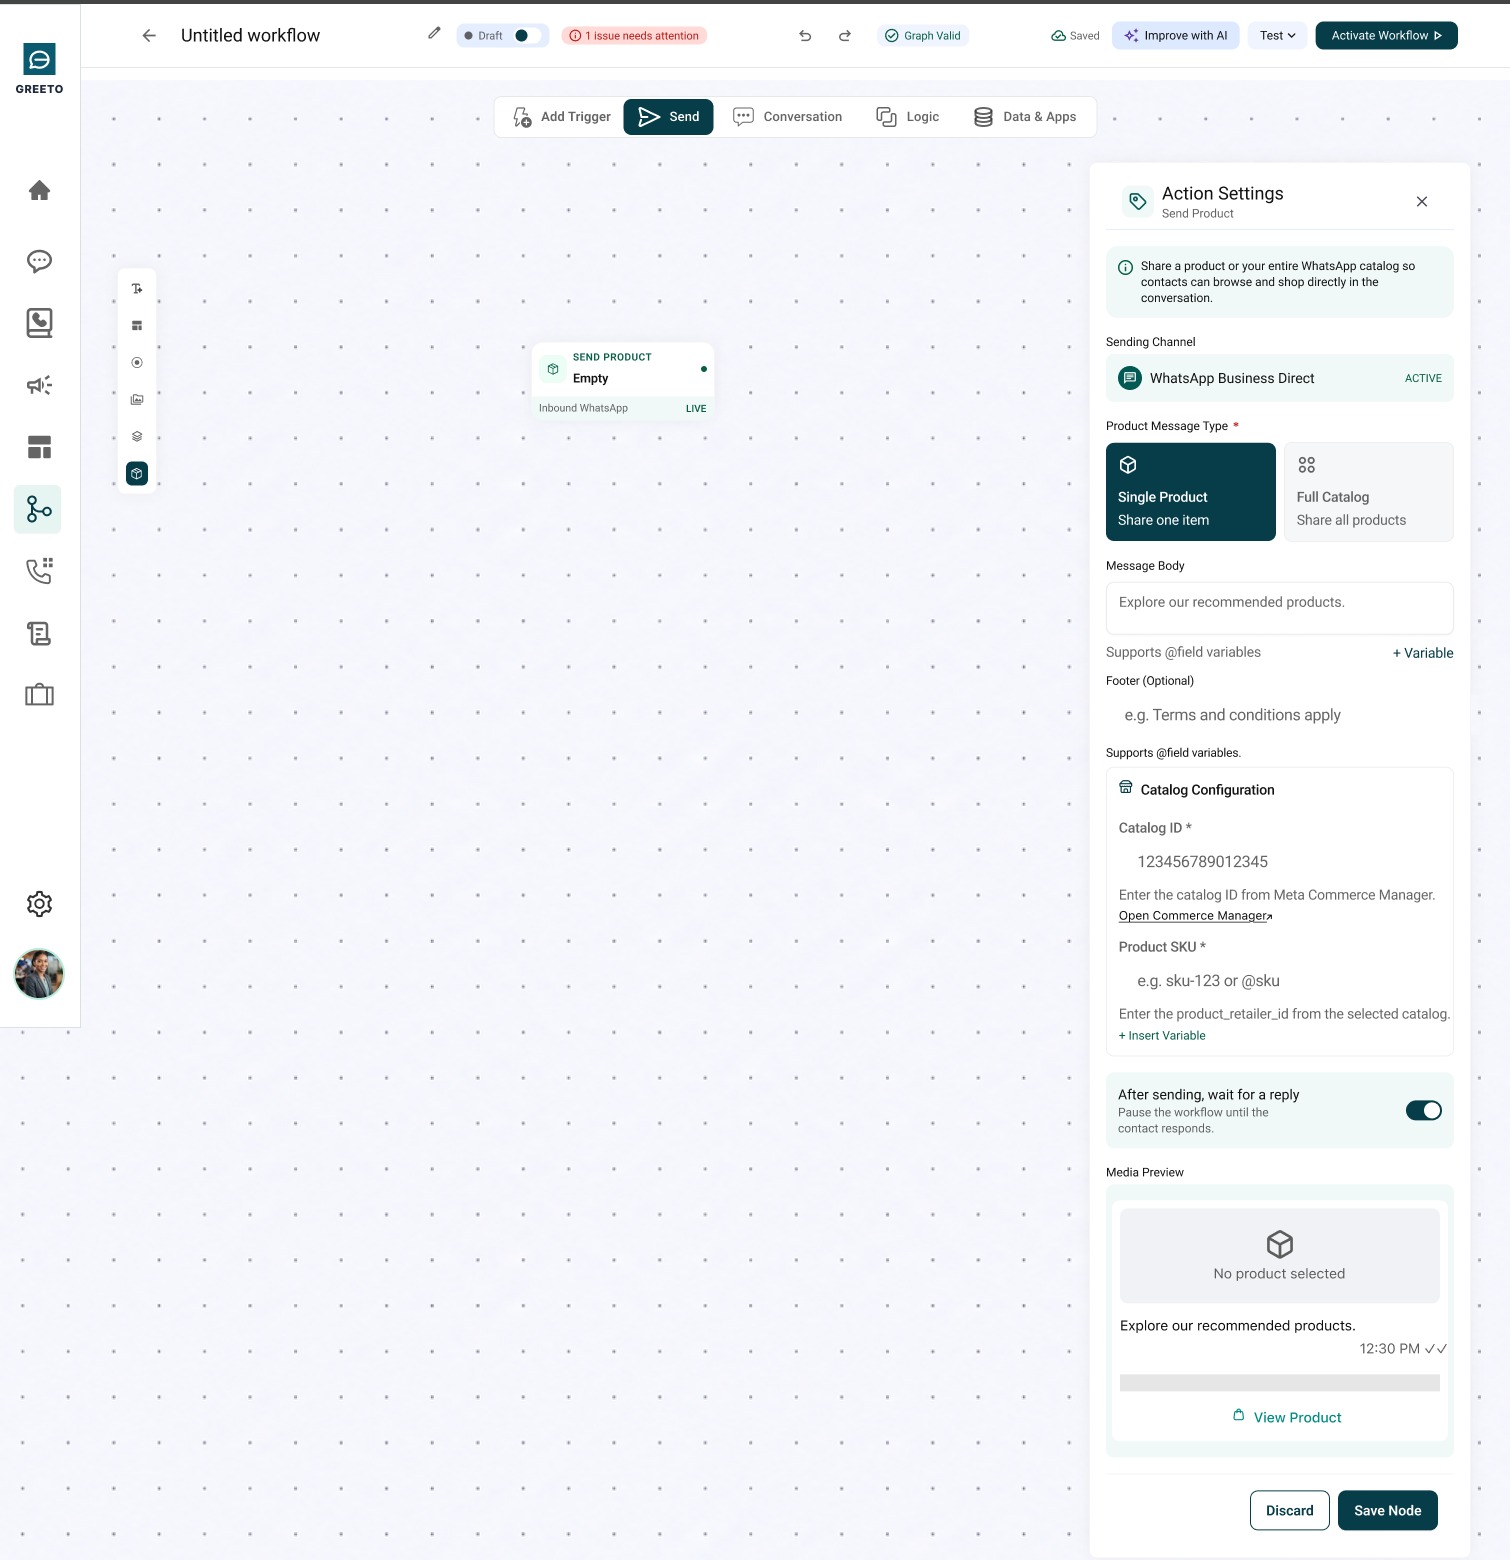 GREETO
Untitled workflow
Draft
1 issue needs attention
Graph Valid
Saved
Improve with AI
Test
Activate Workflow
Add Trigger
Send
Conversation
Logic
Data & Apps
SEND PRODUCT
Empty
Inbound WhatsApp
LIVE
Action Settings
Send Product
Share a product or your entire WhatsApp catalog so
contacts can browse and shop directly in the
conversation.
Sending Channel
WhatsApp Business Direct
ACTIVE
Product Message Type *
Single Product
Share one item
Full Catalog
Share all products
Message Body
Explore our recommended products.
Supports @field variables
+ Variable
Footer (Optional)
e.g. Terms and conditions apply
Supports @field variables.
Catalog Configuration
Catalog ID *
123456789012345
Enter the catalog ID from Meta Commerce Manager.
Open Commerce Manager
Product SKU *
e.g. sku-123 or @sku
Enter the product_retailer_id from the selected catalog.
+ Insert Variable
After sending, wait for a reply
Pause the workflow until the
contact responds.
Media Preview
No product selected
Explore our recommended products.
12:30 PM ✓✓
View Product
Discard
Save Node